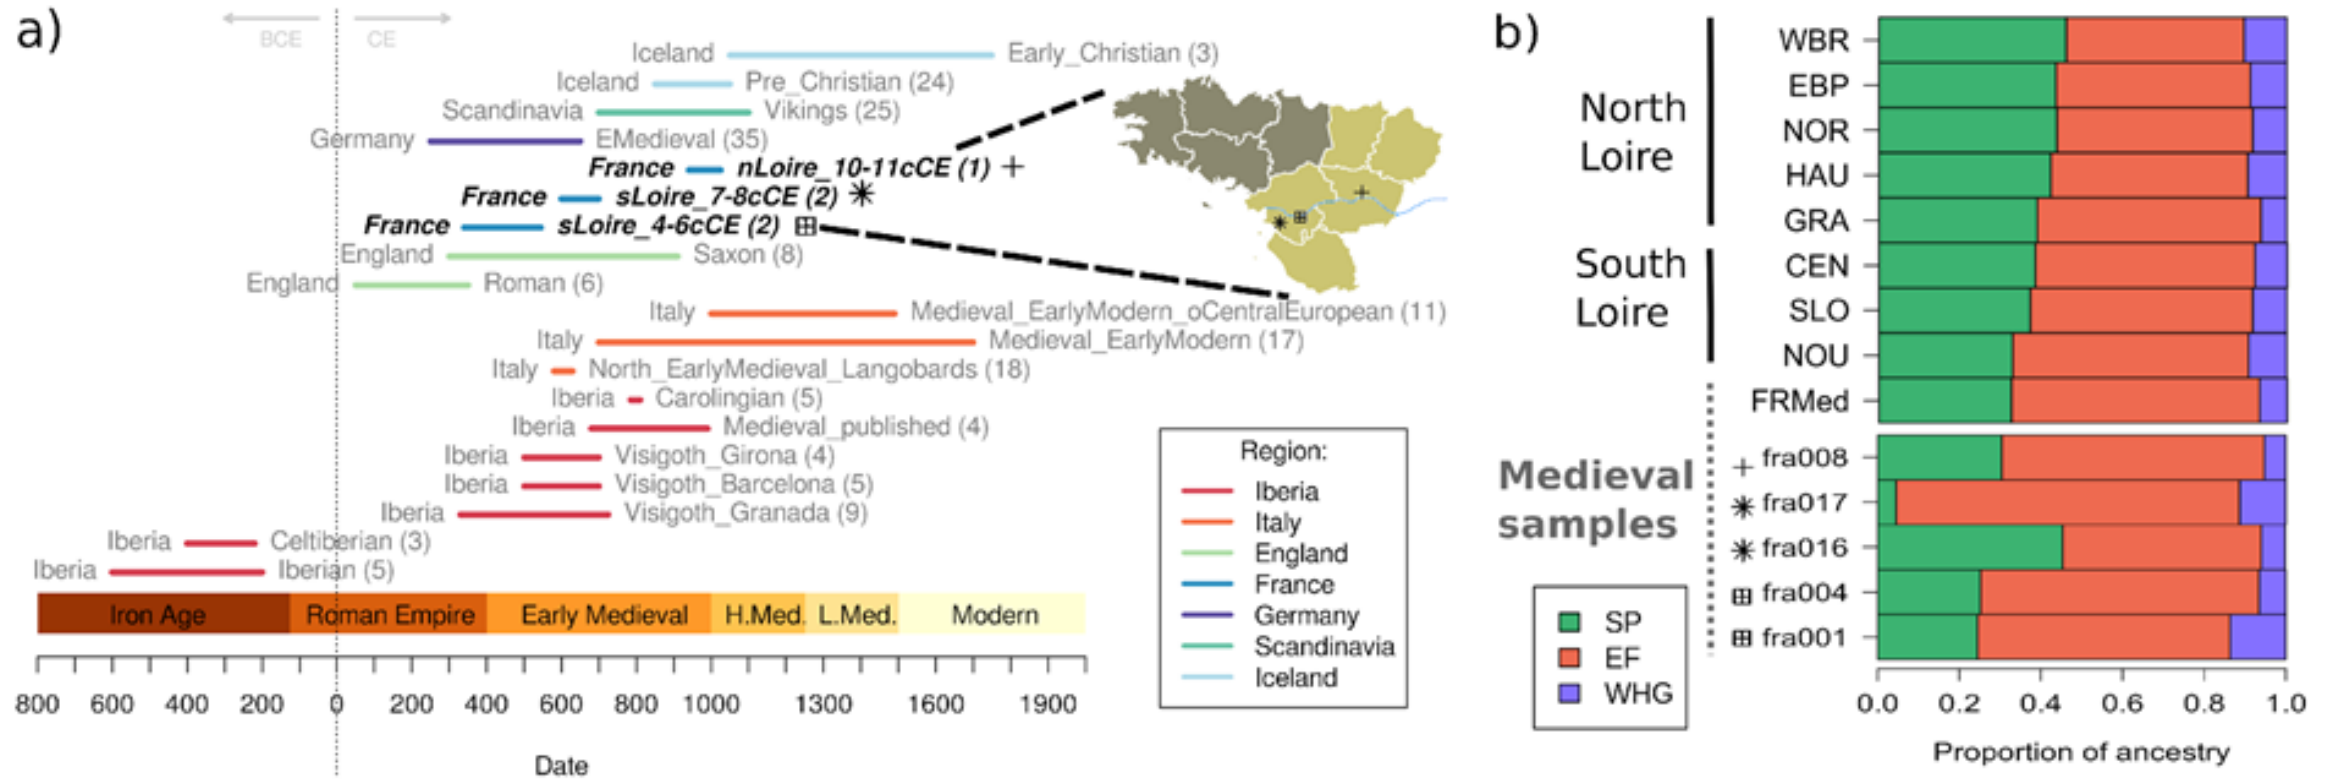 a)
BCE CE
Iceland Early_Christian (3)
Iceland Pre_Christian (24)
Scandinavia Vikings (25)
Germany EMedieval (35)
France nLoire_10-11cCE (1)
France sLoire_7-8cCE (2)
France sLoire_4-6cCE (2)
England Saxon (8)
England Roman (6)
Italy Medieval_EarlyModern_oCentralEuropean (11)
Italy Medieval_EarlyModern (17)
Italy North_EarlyMedieval_Langobards (18)
Iberia Carolingian (5)
Iberia Medieval_published (4)
Iberia Visigoth_Girona (4)
Iberia Visigoth_Barcelona (5)
Iberia Visigoth_Granada (9)
Iberia Celtiberian (3)
Iberia Iberian (5)
Iron Age Roman Empire Early Medieval H.Med. L.Med. Modern
800 600 400 200 0 200 400 600 800 1000 1300 1600 1900
Date
Region:
Iberia
Italy
England
France
Germany
Scandinavia
Iceland
b)
North
Loire
South
Loire
Medieval
samples
WBR
EBP
NOR
HAU
GRA
CEN
SLO
NOU
FRMed
fra008
fra017
fra016
fra004
fra001
SP
EF
WHG
0.0 0.2 0.4 0.6 0.8 1.0
Proportion of ancestry